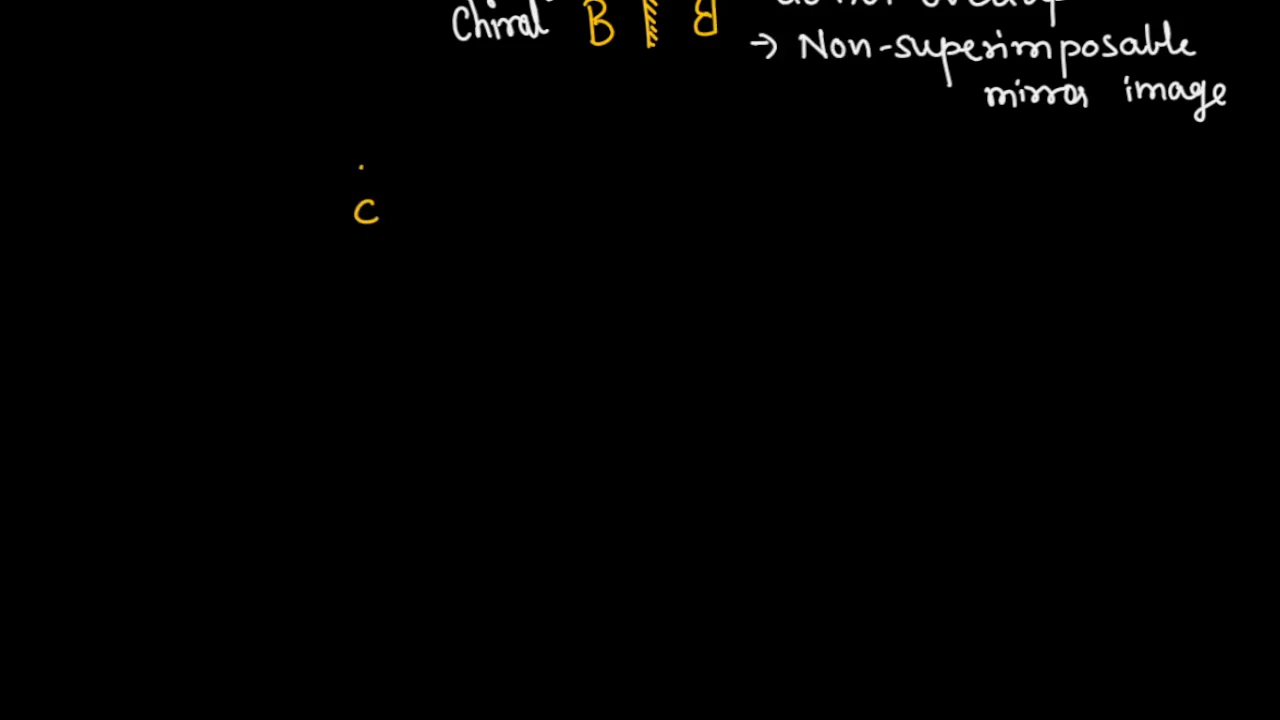 Chiral B
→ Non-superimposable
mirror image
C